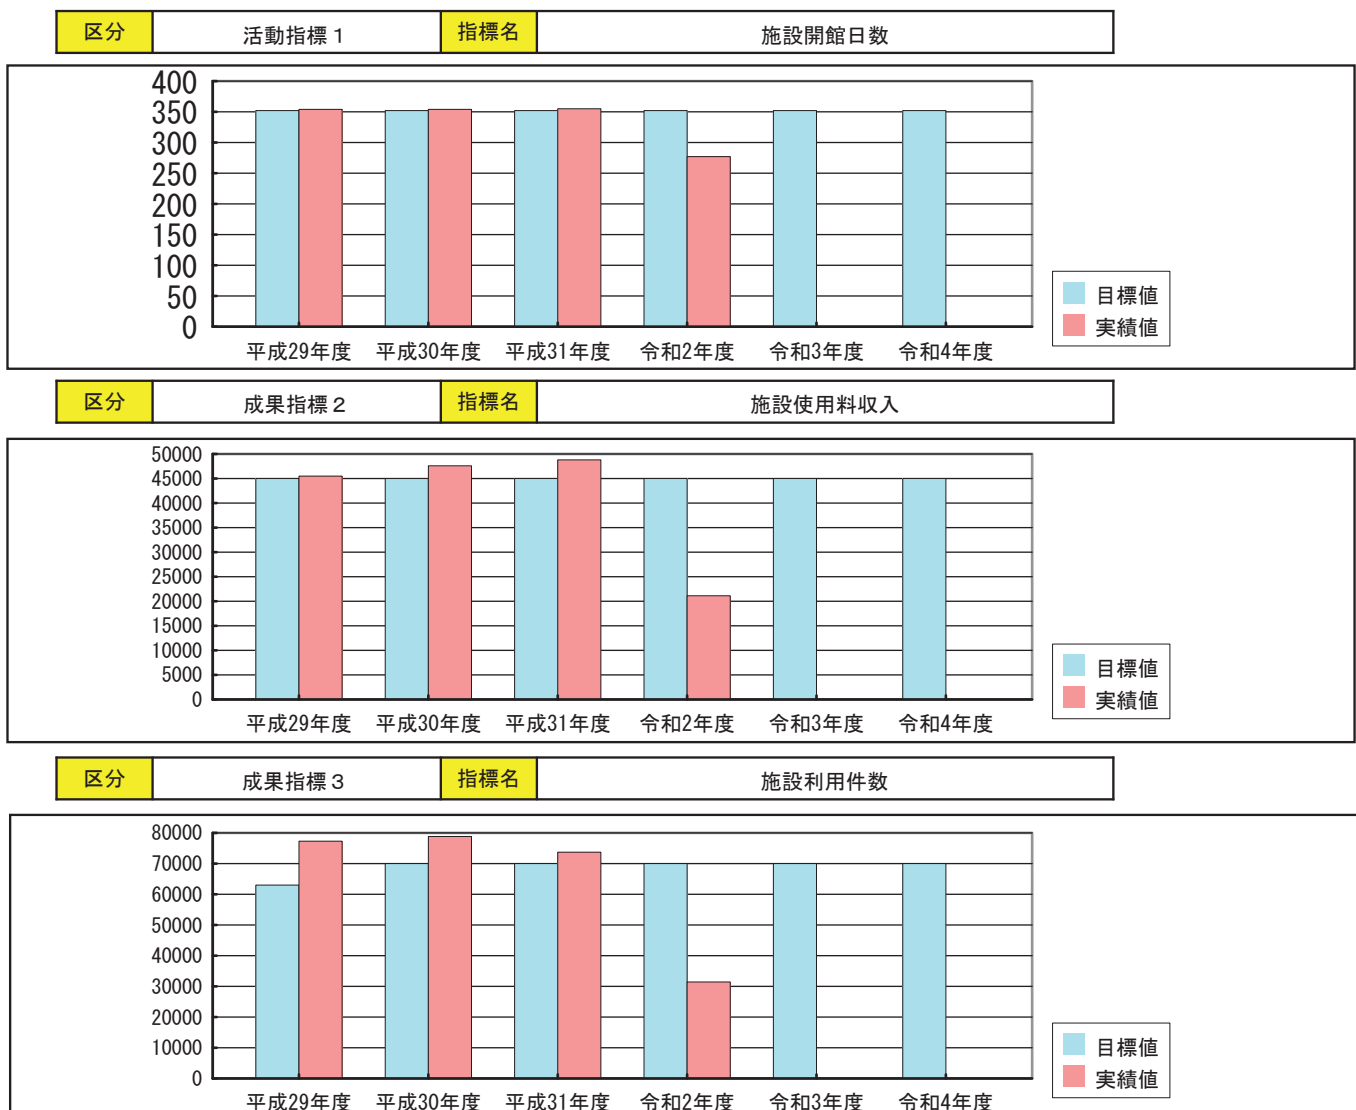 区分 活動指標１ 指標名 施設開館日数
400
350
300
250
200
150
100
50
0
平成29年度 平成30年度 平成31年度 令和2年度 令和3年度 令和4年度
目標値
実績値
区分 成果指標２ 指標名 施設使用料収入
50000
45000
40000
35000
30000
25000
20000
15000
10000
5000
0
平成29年度 平成30年度 平成31年度 令和2年度 令和3年度 令和4年度
目標値
実績値
区分 成果指標３ 指標名 施設利用件数
80000
70000
60000
50000
40000
30000
20000
10000
0
平成29年度 平成30年度 平成31年度 令和2年度 令和3年度 令和4年度
目標値
実績値